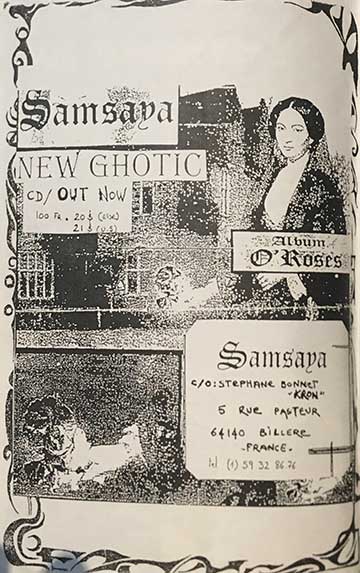 Samsaya
NEW GHOTIC
CD/ OUT NOW
100 FR. 20$ (else)
21$ (U.S)
Album
O'Roses
Samsaya
C/O: STEPHANE BONNET
"KRON"
5 RUE PASTEUR
64140 BILLERE
-FRANCE-
tel (1) 59 32 86.76